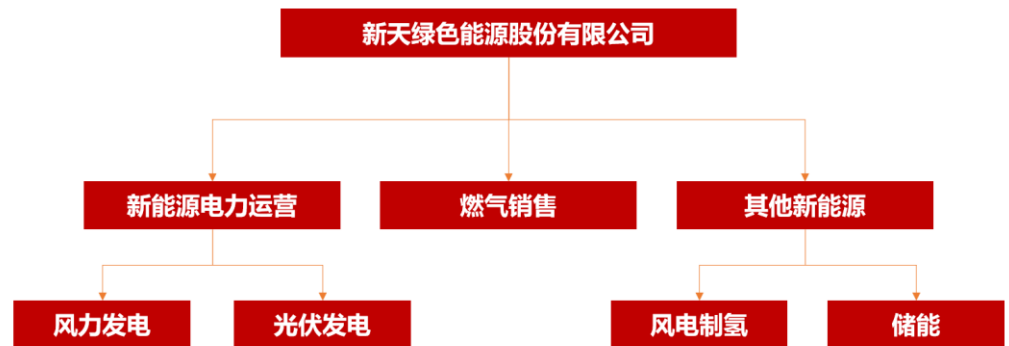 新天绿色能源股份有限公司
新能源电力运营
燃气销售
其他新能源
风力发电
光伏发电
风电制氢
储能